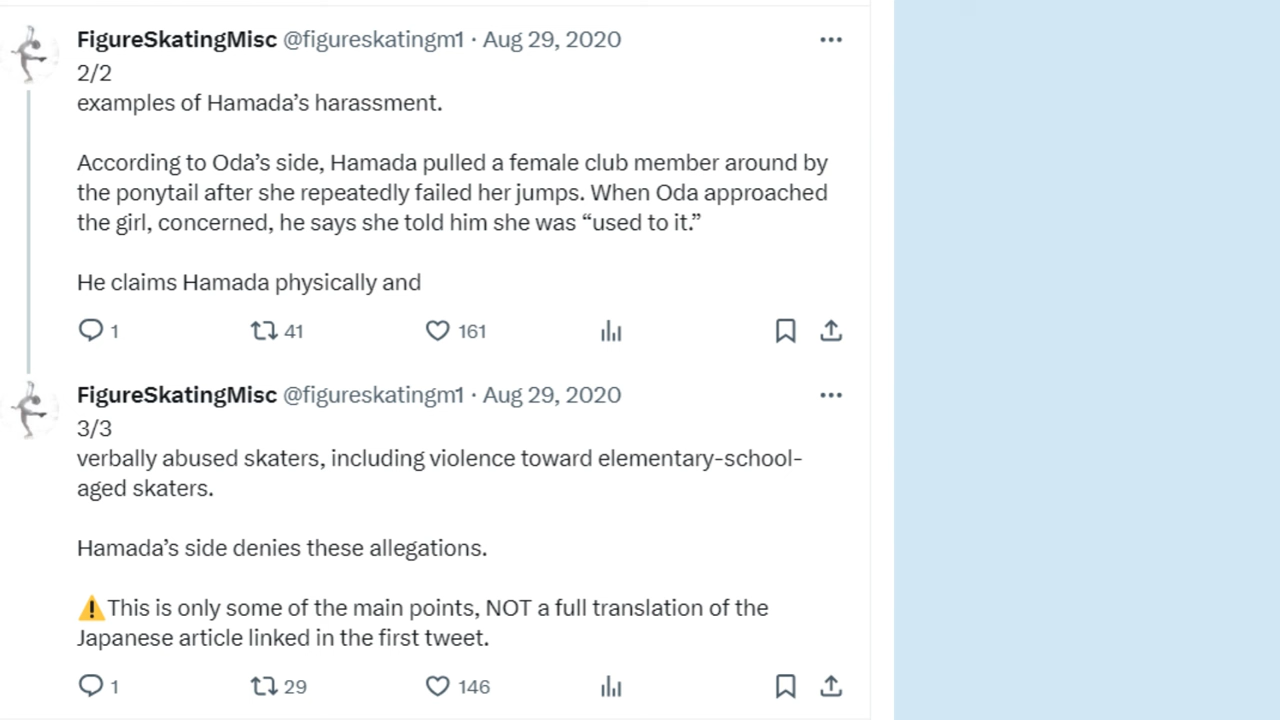 FigureSkatingMisc @figureskatingm1 · Aug 29, 2020
2/2
examples of Hamada’s harassment.
According to Oda’s side, Hamada pulled a female club member around by
the ponytail after she repeatedly failed her jumps. When Oda approached
the girl, concerned, he says she told him she was “used to it.”
He claims Hamada physically and
1 41 161
FigureSkatingMisc @figureskatingm1 · Aug 29, 2020
3/3
verbally abused skaters, including violence toward elementary-school-
aged skaters.
Hamada’s side denies these allegations.
⚠️This is only some of the main points, NOT a full translation of the
Japanese article linked in the first tweet.
1 29 146